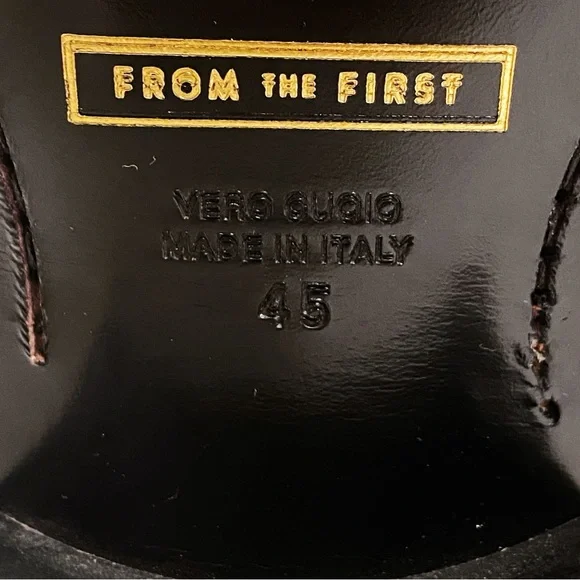 FROM THE FIRST
VERO CUOIO
MADE IN ITALY
45